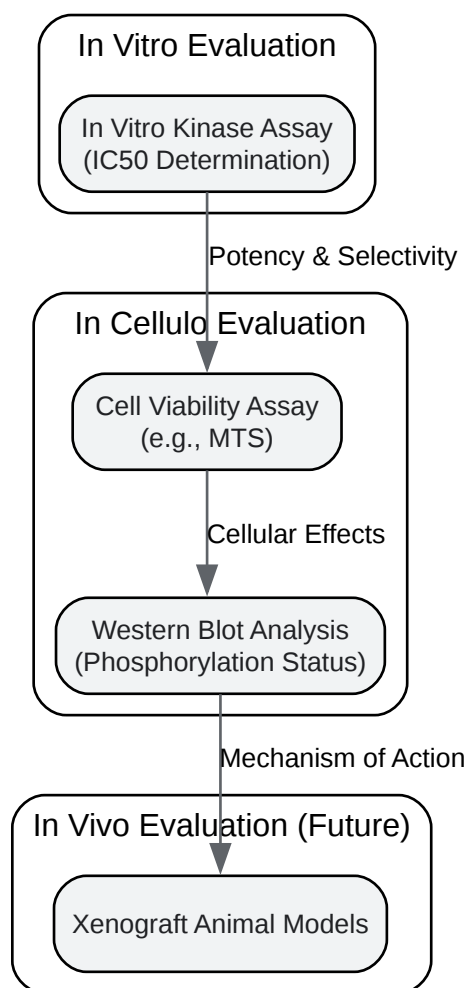 In Vitro Evaluation
In Vitro Kinase Assay
(IC50 Determination)
Potency & Selectivity
In Cellulo Evaluation
Cell Viability Assay
(e.g., MTS)
Cellular Effects
Western Blot Analysis
(Phosphorylation Status)
Mechanism of Action
In Vivo Evaluation (Future)
Xenograft Animal Models